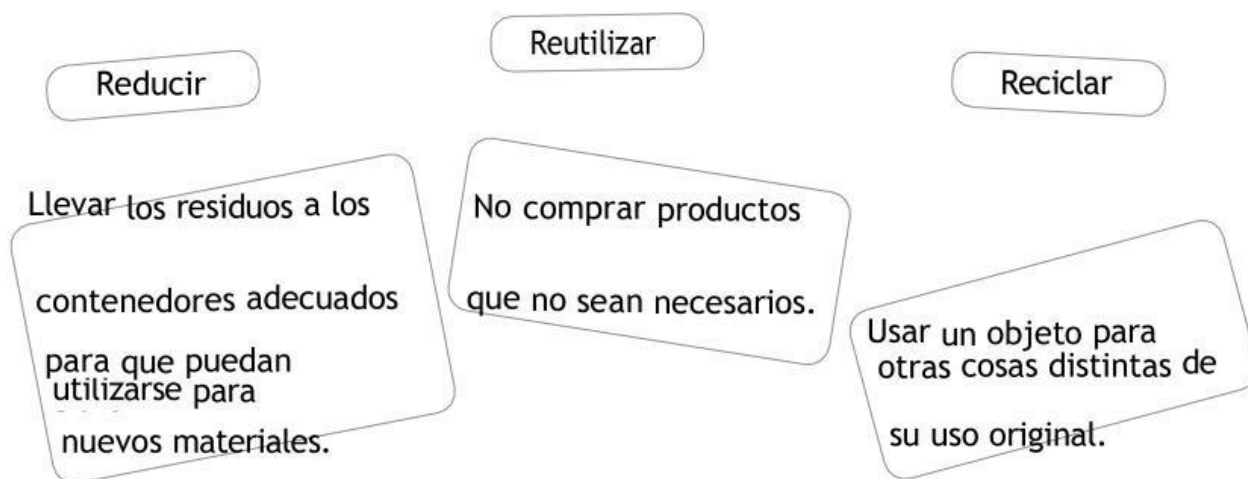 Reducir
Reutilizar
Reciclar
Llevar los residuos a los
contenedores adecuados
para que puedan
utilizarse para
nuevos materiales.
No comprar productos
que no sean necesarios.
Usar un objeto para
otras cosas distintas de
su uso original.